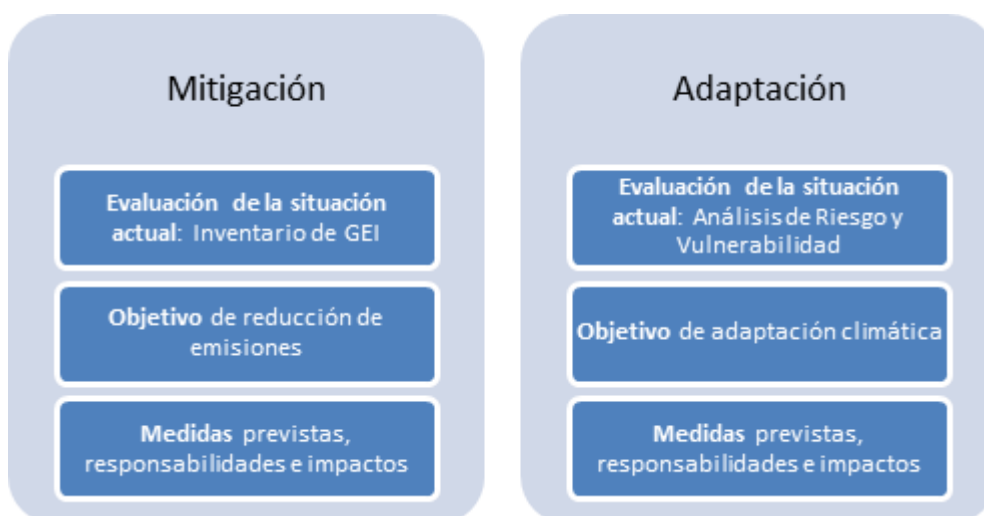 Mitigación
Evaluación de la situación
actual: Inventario de GEI
Objetivo de reducción de
emisiones
Medidas previstas,
responsabilidades e impactos
Adaptación
Evaluación de la situación
actual: Análisis de Riesgo y
Vulnerabilidad
Objetivo de adaptación climática
Medidas previstas,
responsabilidades e impactos